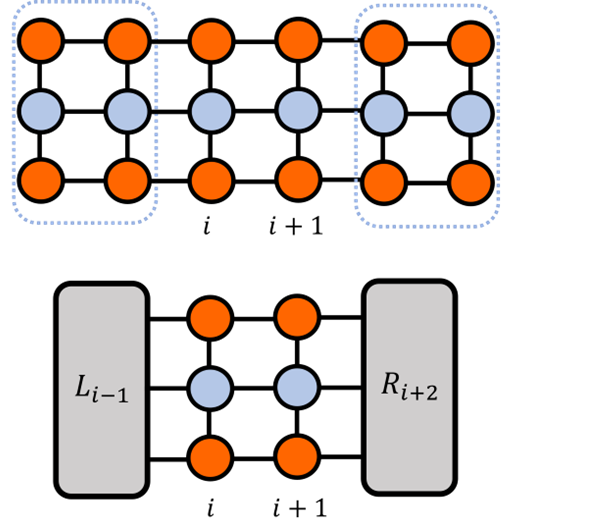 i i + 1
L_{i−1} R_{i+2}
i i + 1